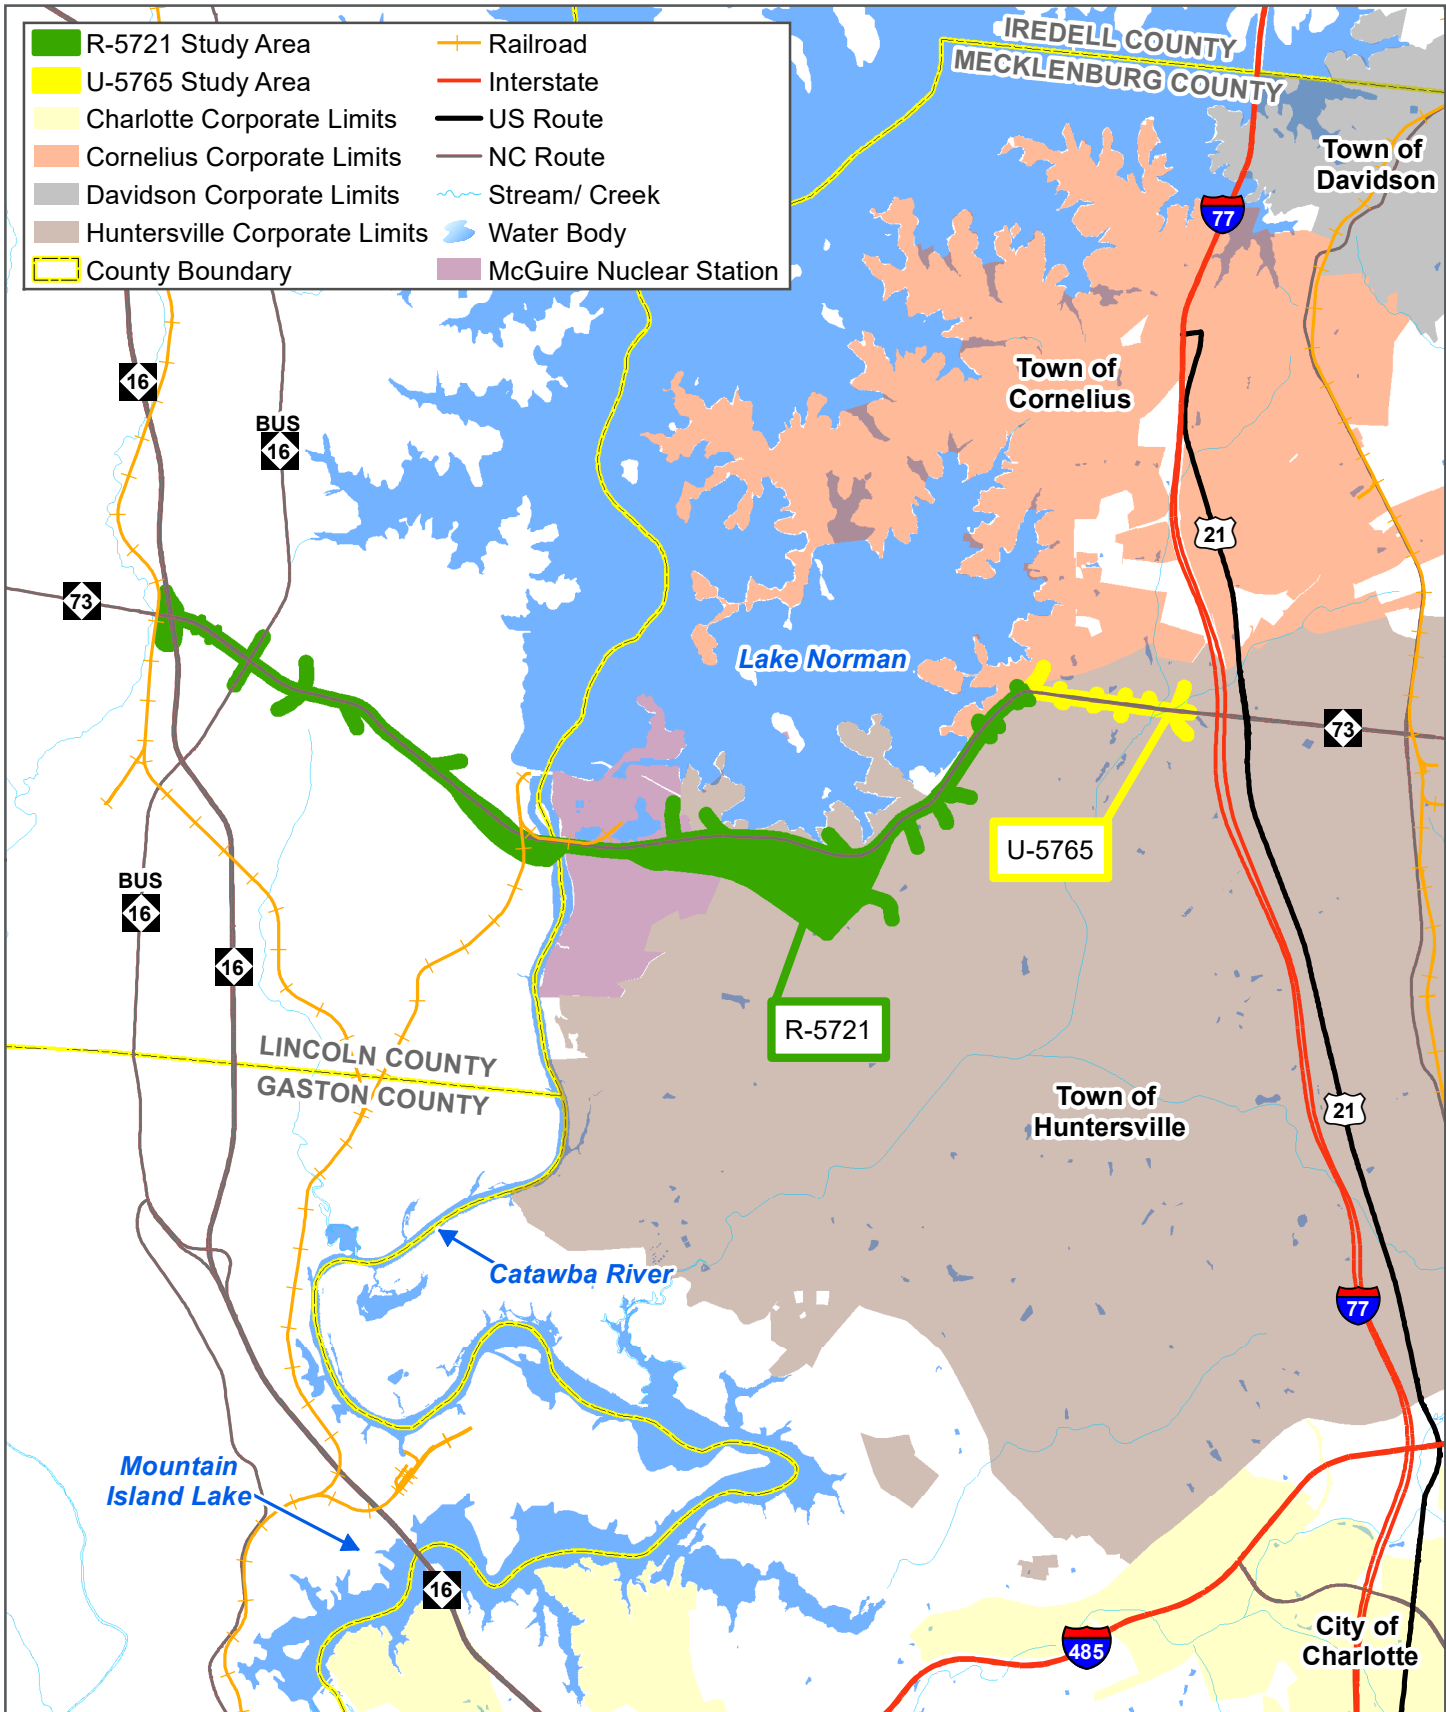 R-5721 Study Area
U-5765 Study Area
Charlotte Corporate Limits
Cornelius Corporate Limits
Davidson Corporate Limits
Huntersville Corporate Limits
County Boundary
Railroad
Interstate
US Route
NC Route
Stream/ Creek
Water Body
McGuire Nuclear Station
IREDELL COUNTY
MECKLENBURG COUNTY
Town of
Davidson
77
16
BUS
16
Town of
Cornelius
21
73
Lake Norman
73
U-5765
BUS
16
16
R-5721
LINCOLN COUNTY
GASTON COUNTY
Town of
Huntersville
21
Catawba River
77
Mountain
Island Lake
16
485
City of
Charlotte